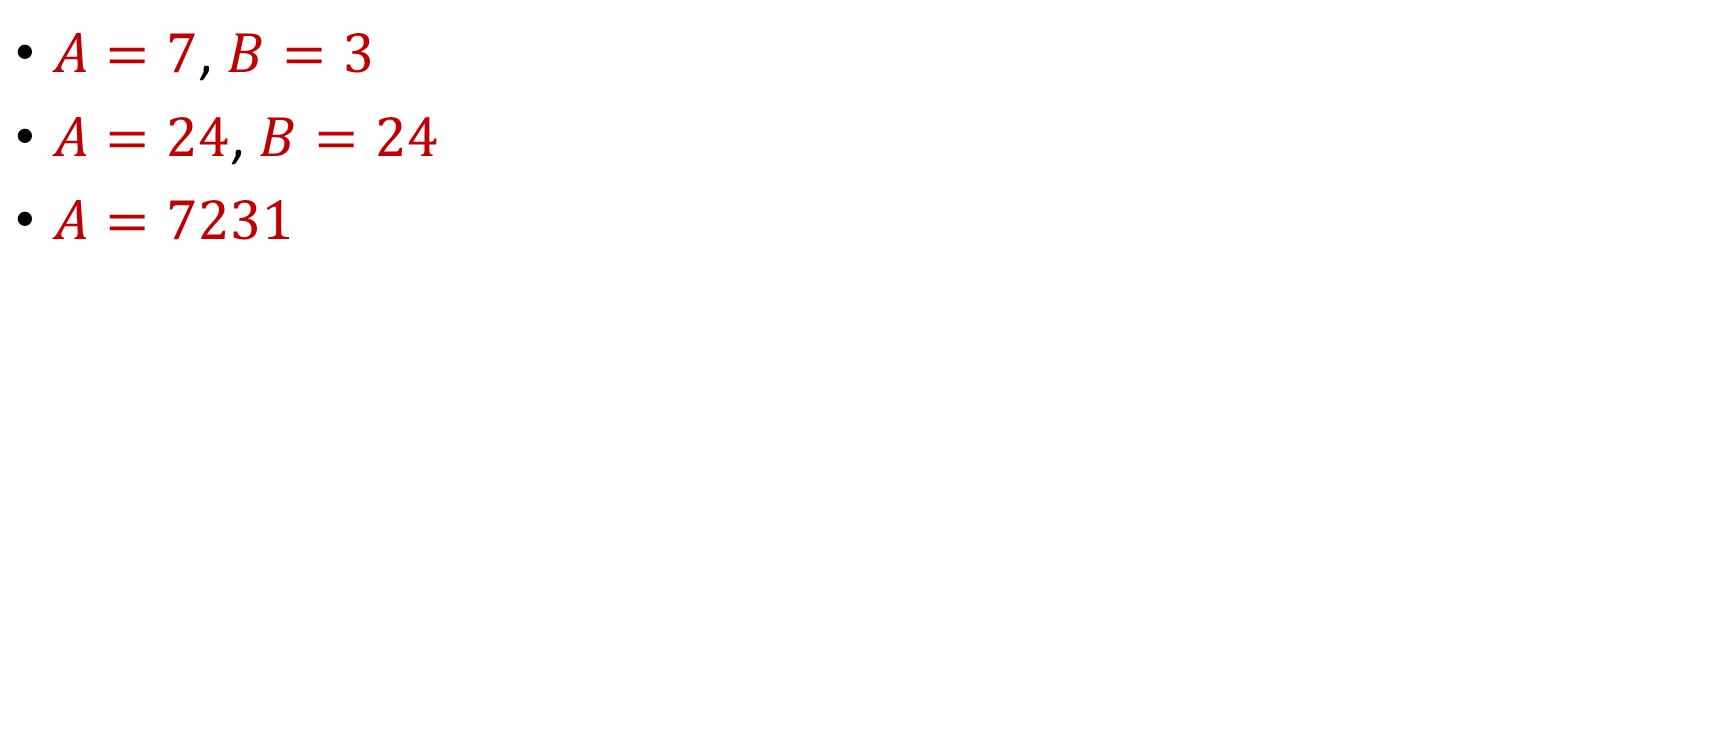 • A = 7, B = 3
• A = 24, B = 24
• A = 7231